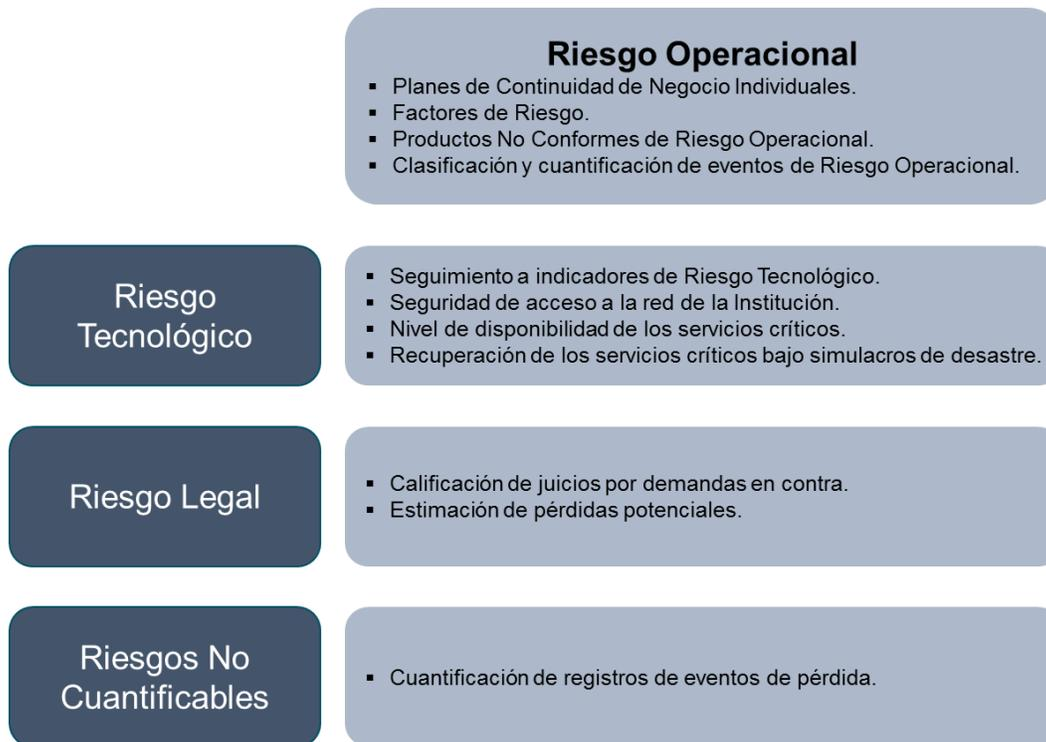 Riesgo Operacional
▪ Planes de Continuidad de Negocio Individuales.
▪ Factores de Riesgo.
▪ Productos No Conformes de Riesgo Operacional.
▪ Clasificación y cuantificación de eventos de Riesgo Operacional.
Riesgo
Tecnológico
▪ Seguimiento a indicadores de Riesgo Tecnológico.
▪ Seguridad de acceso a la red de la Institución.
▪ Nivel de disponibilidad de los servicios críticos.
▪ Recuperación de los servicios críticos bajo simulacros de desastre.
Riesgo Legal
▪ Calificación de juicios por demandas en contra.
▪ Estimación de pérdidas potenciales.
Riesgos No
Cuantificables
▪ Cuantificación de registros de eventos de pérdida.